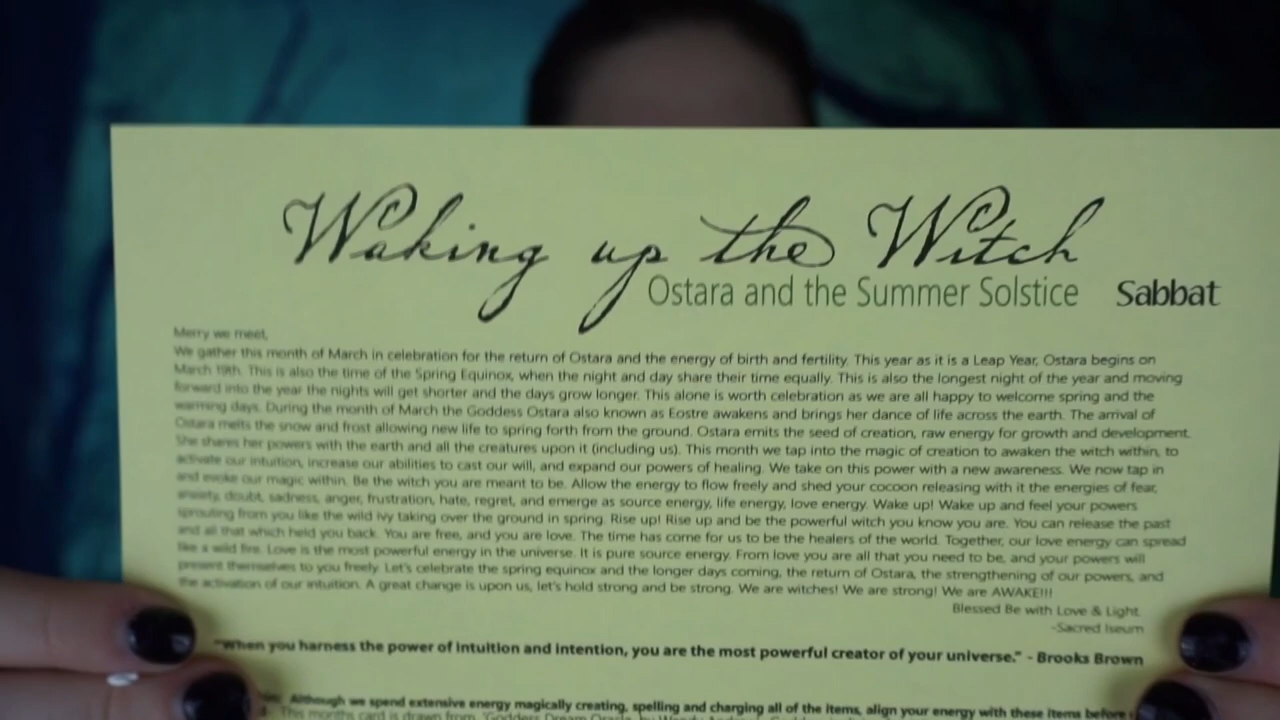 Waking up the Witch
Ostara and the Summer Solstice Sabbat
Merry we meet,
We gather this month of March in celebration for the return of Ostara and the energy of birth and fertility. This year as it is a Leap Year, Ostara begins on
March 19th. This is also the time of the Spring Equinox, when the night and day share their time equally. This is also the longest night of the year and moving
forward into the year the nights will get shorter and the days grow longer. This alone is worth celebration as we are all happy to welcome spring and the
warming days. During the month of March the Goddess Ostara also known as Eostre awakens and brings her dance of life across the earth. The arrival of
Ostara melts the snow and frost allowing new life to spring forth from the ground. Ostara emits the seed of creation, raw energy for growth and development.
She shares her powers with the earth and all the creatures upon it (including us). This month we tap into the magic of creation to awaken the witch within, to
activate our intuition, increase our abilities to cast our will, and expand our powers of healing. We take on this power with a new awareness. We now tap in
and evoke our magic within. Be the witch you are meant to be. Allow the energy to flow freely and shed your cocoon releasing with it the energies of fear,
anxiety, doubt, sadness, anger, frustration, hate, regret, and emerge as source energy, life energy, love energy. Wake up! Wake up and feel your powers
sprouting from you like the wild ivy taking over the ground in spring. Rise up! Rise up and be the powerful witch you know you are. You can release the past
and all that which held you back. You are free, and you are love. The time has come for us to be the healers of the world. Together, our love energy can spread
like a wild fire. Love is the most powerful energy in the universe. It is pure source energy. From love you are all that you need to be, and your powers will
present themselves to you freely. Let's celebrate the spring equinox and the longer days coming, the return of Ostara, the strengthening of our powers, and
the activation of our intuition. A great change is upon us, let's hold strong and be strong. We are witches! We are strong! We are AWAKE!!!
Blessed Be with Love & Light.
~Sacred Iseum
"When you harness the power of intuition and intention, you are the most powerful creator of your universe." - Brooks Brown
Although we spend extensive energy magically creating, spelling and charging all of the items, align your energy with these items before
This months card is drawn from 'Goddess Dream Oracle, by Wendy